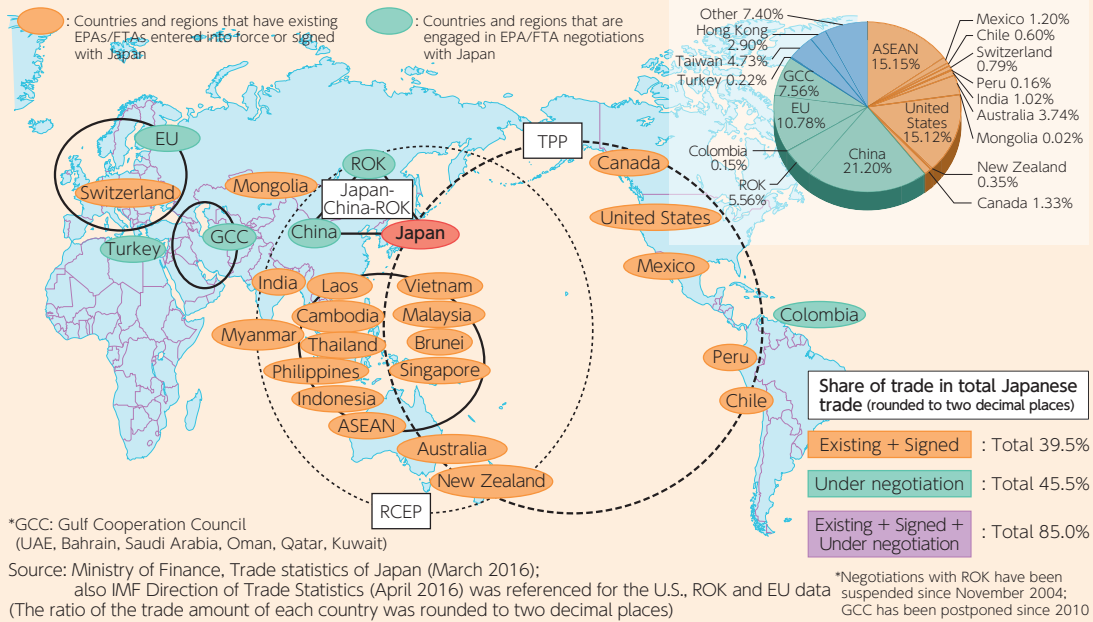 : Countries and regions that have existing
EPAs/FTAs entered into force or signed
with Japan
: Countries and regions that are
engaged in EPA/FTA negotiations
with Japan
Other 7.40%
Hong Kong
2.90%
Taiwan 4.73%
Turkey 0.22%
GCC
7.56%
EU
10.78%
Colombia
0.15%
ROK
5.56%
China
21.20%
ASEAN
15.15%
United
States
15.12%
Mexico 1.20%
Chile 0.60%
Switzerland
0.79%
Peru 0.16%
India 1.02%
Australia 3.74%
Mongolia 0.02%
New Zealand
0.35%
Canada 1.33%
EU
Switzerland
Turkey
GCC
Mongolia
ROK
Japan-
China-ROK
China
Japan
TPP
Canada
United States
Mexico
Colombia
Peru
Chile
India
Laos
Vietnam
Cambodia
Malaysia
Myanmar
Thailand
Brunei
Philippines
Singapore
Indonesia
ASEAN
Australia
New Zealand
RCEP
Share of trade in total Japanese
trade (rounded to two decimal places)
Existing + Signed : Total 39.5%
Under negotiation : Total 45.5%
Existing + Signed +
Under negotiation : Total 85.0%
*GCC: Gulf Cooperation Council
(UAE, Bahrain, Saudi Arabia, Oman, Qatar, Kuwait)
Source: Ministry of Finance, Trade statistics of Japan (March 2016);
also IMF Direction of Trade Statistics (April 2016) was referenced for the U.S., ROK and EU data
(The ratio of the trade amount of each country was rounded to two decimal places)
*Negotiations with ROK have been
suspended since November 2004;
GCC has been postponed since 2010